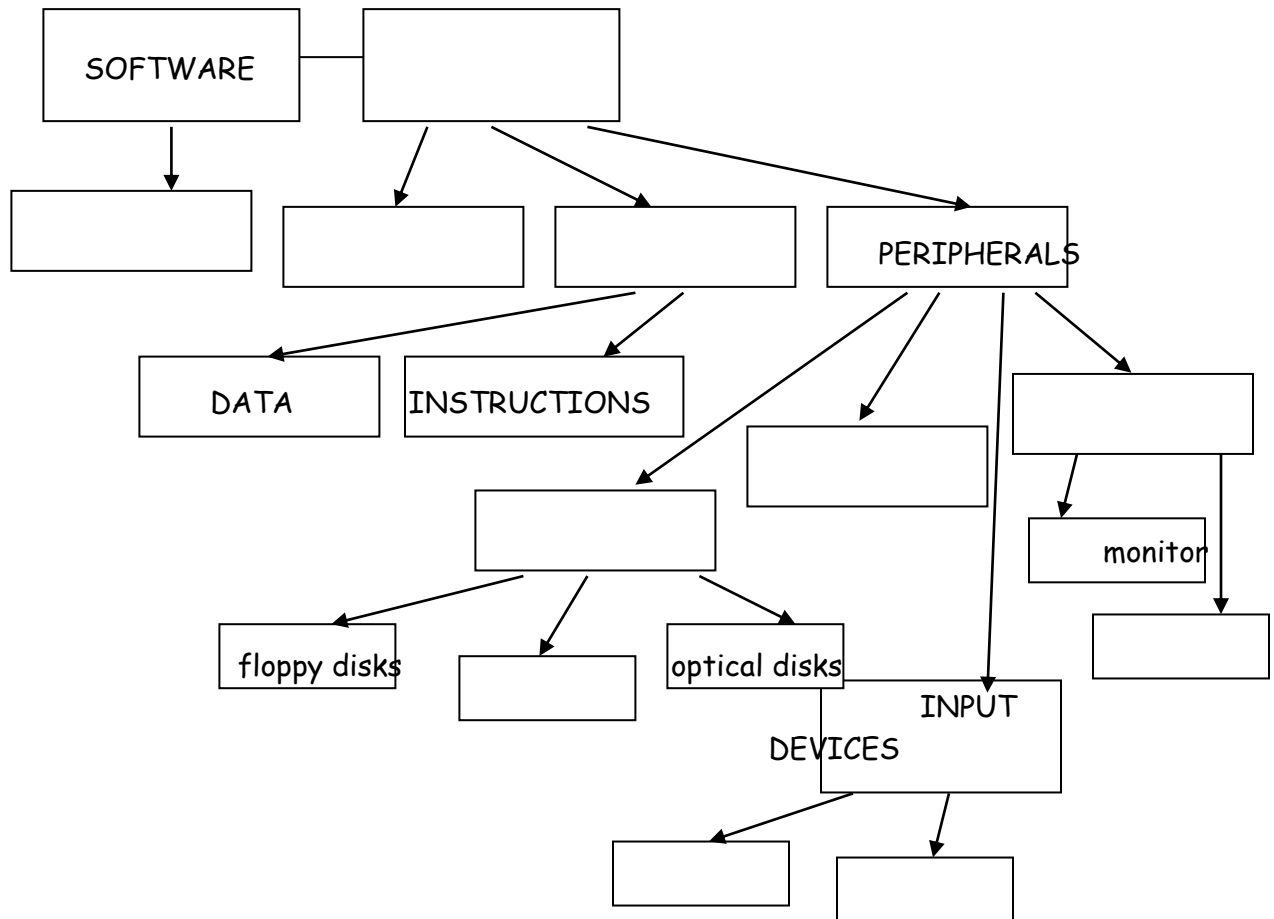 SOFTWARE
PERIPHERALS
DATA
INSTRUCTIONS
monitor
floppy disks
optical disks
INPUT
DEVICES